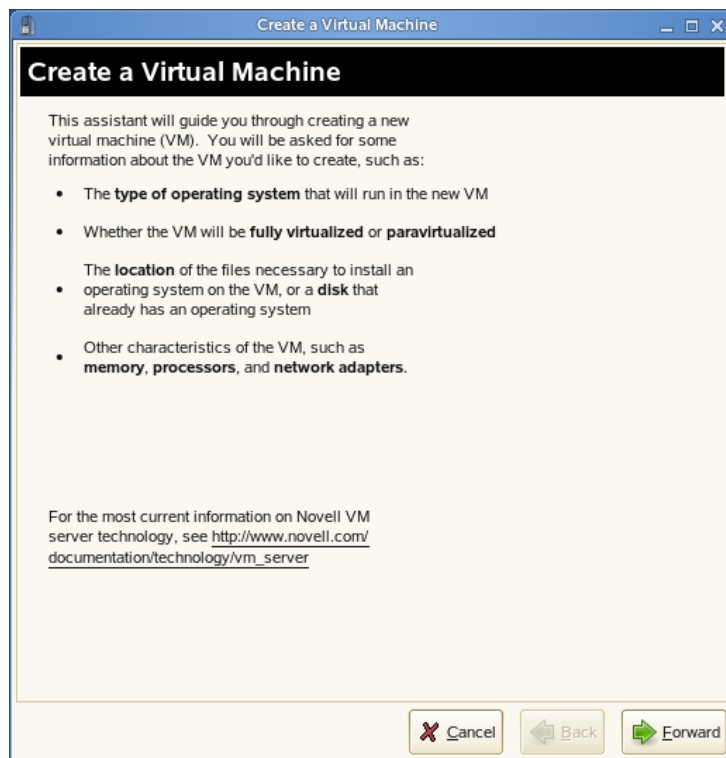 Create a Virtual Machine
Create a Virtual Machine
This assistant will guide you through creating a new
virtual machine (VM).  You will be asked for some
information about the VM you'd like to create, such as:
• The type of operating system that will run in the new VM
• Whether the VM will be fully virtualized or paravirtualized
The location of the files necessary to install an
• operating system on the VM, or a disk that
already has an operating system
Other characteristics of the VM, such as
• memory, processors, and network adapters.
For the most current information on Novell VM
server technology, see http://www.novell.com/
documentation/technology/vm_server
Cancel
Back
Forward